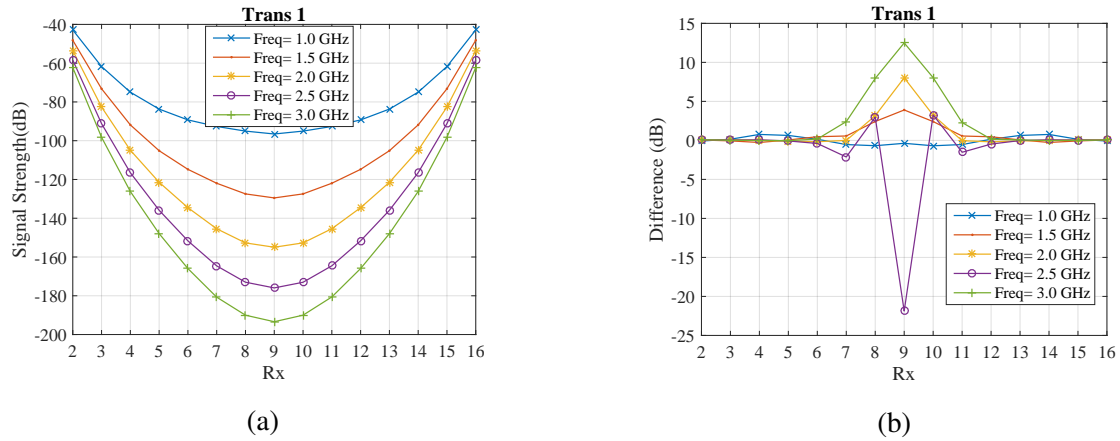 Trans 1
Freq= 1.0 GHz
Freq= 1.5 GHz
Freq= 2.0 GHz
Freq= 2.5 GHz
Freq= 3.0 GHz
Signal Strength(dB)
-40
-60
-80
-100
-120
-140
-160
-180
-200
2 3 4 5 6 7 8 9 10 11 12 13 14 15 16
Rx
(a)
Trans 1
Difference (dB)
15
10
5
0
-5
-10
-15
-20
-25
Freq= 1.0 GHz
Freq= 1.5 GHz
Freq= 2.0 GHz
Freq= 2.5 GHz
Freq= 3.0 GHz
2 3 4 5 6 7 8 9 10 11 12 13 14 15 16
Rx
(b)